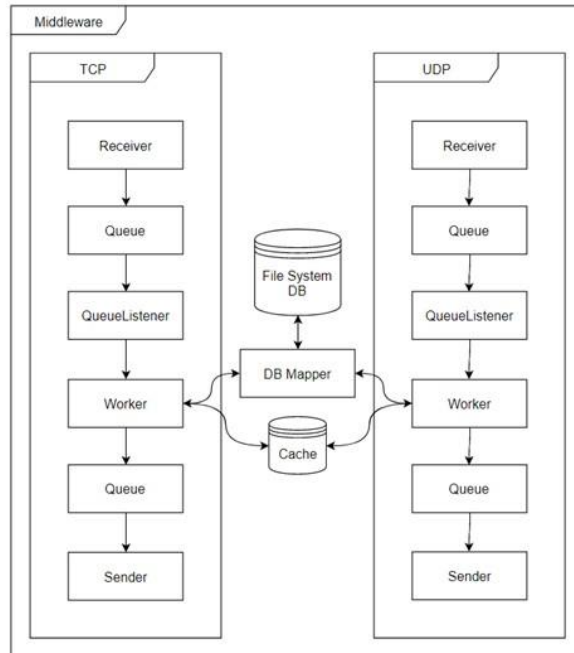 Middleware
TCP
Receiver
Queue
QueueListener
Worker
Queue
Sender
File System
DB
DB Mapper
Cache
UDP
Receiver
Queue
QueueListener
Worker
Queue
Sender